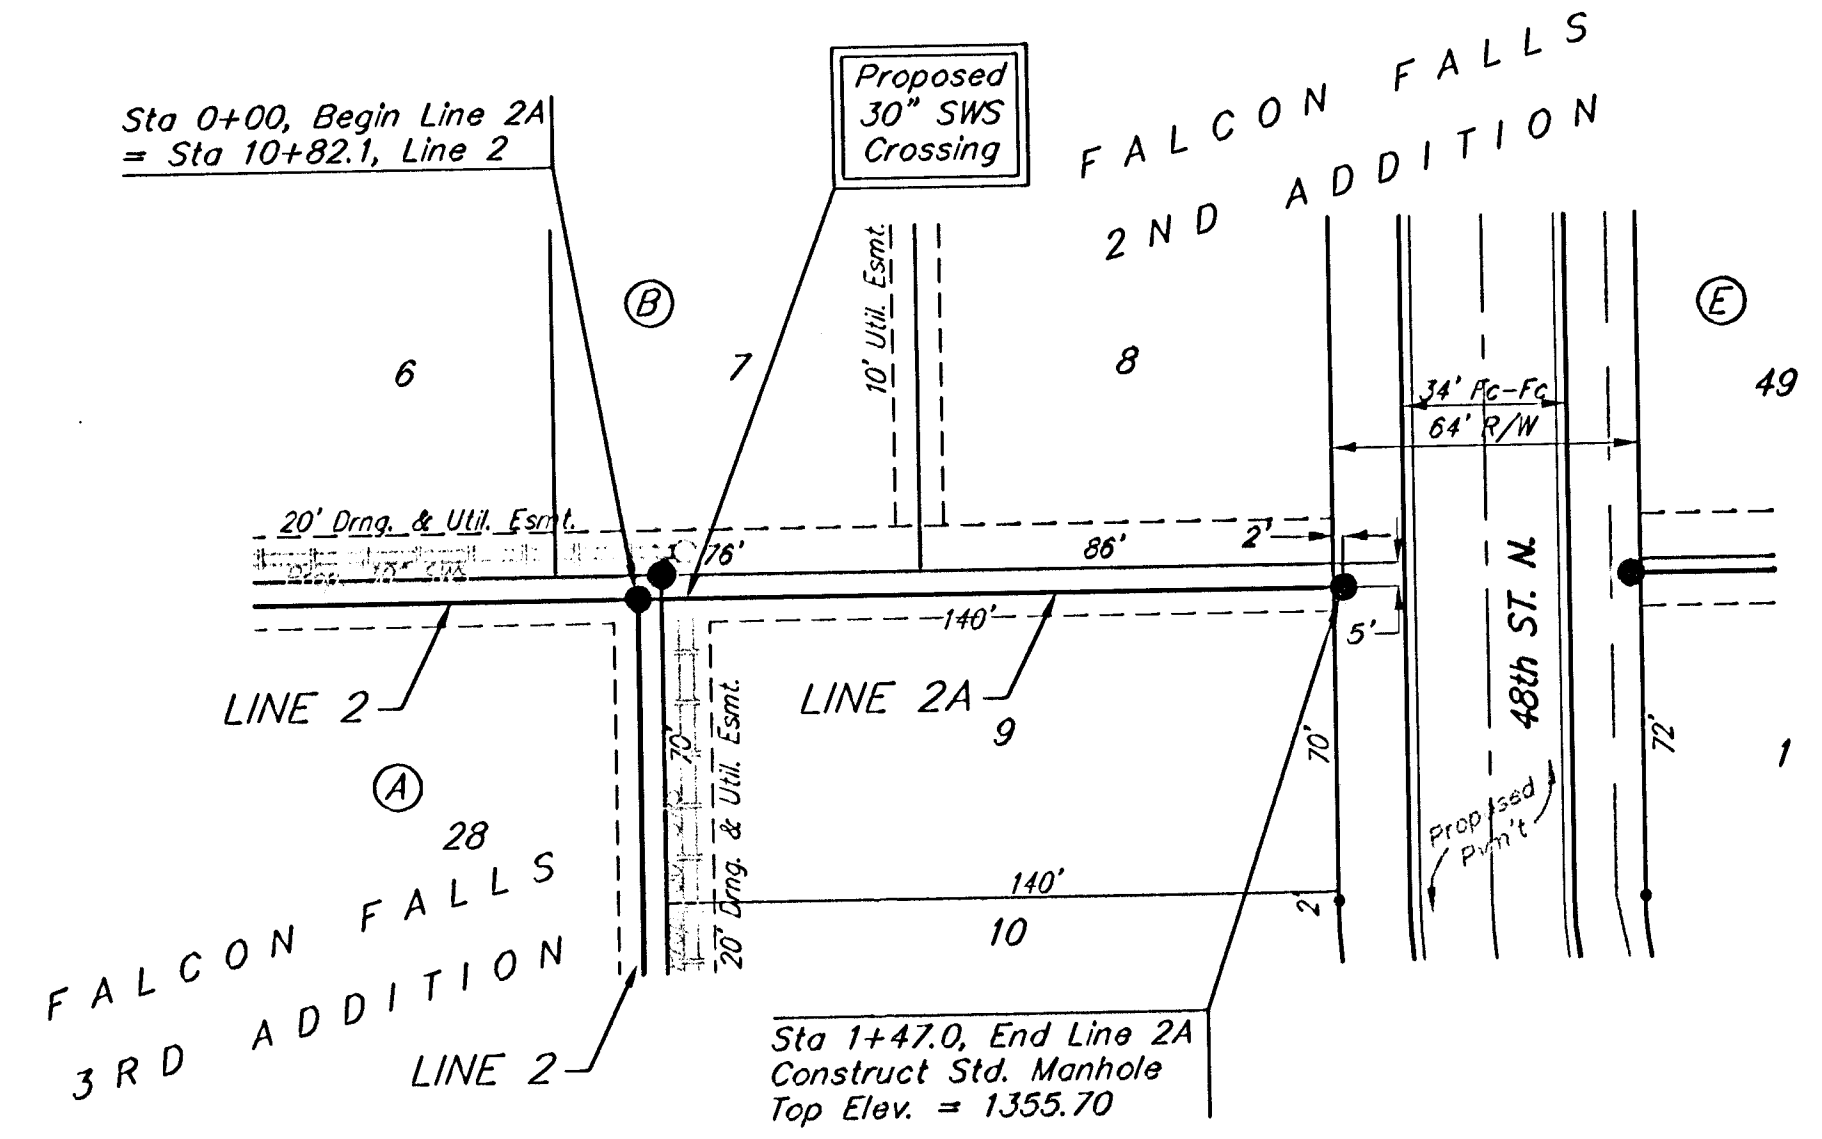 FALCON FALLS
2ND ADDITION
Proposed
30" SWS
Crossing
Sta 0+00, Begin Line 2A
= Sta 10+82.1, Line 2
10' Util. Esmt.
B
E
6
7
8
49
34' Fc-Fc
64' R/W
20' Drng. & Util. Esmt.
76'
86'
2'
140'
5'
48th ST. N.
LINE 2
LINE 2A
9
70'
20' Drng. & Util. Esmt.
70'
72'
1
A
28
Proposed
Pvm't
140'
2'
10
FALCON FALLS
3RD ADDITION
LINE 2
Sta 1+47.0, End Line 2A
Construct Std. Manhole
Top Elev. = 1355.70